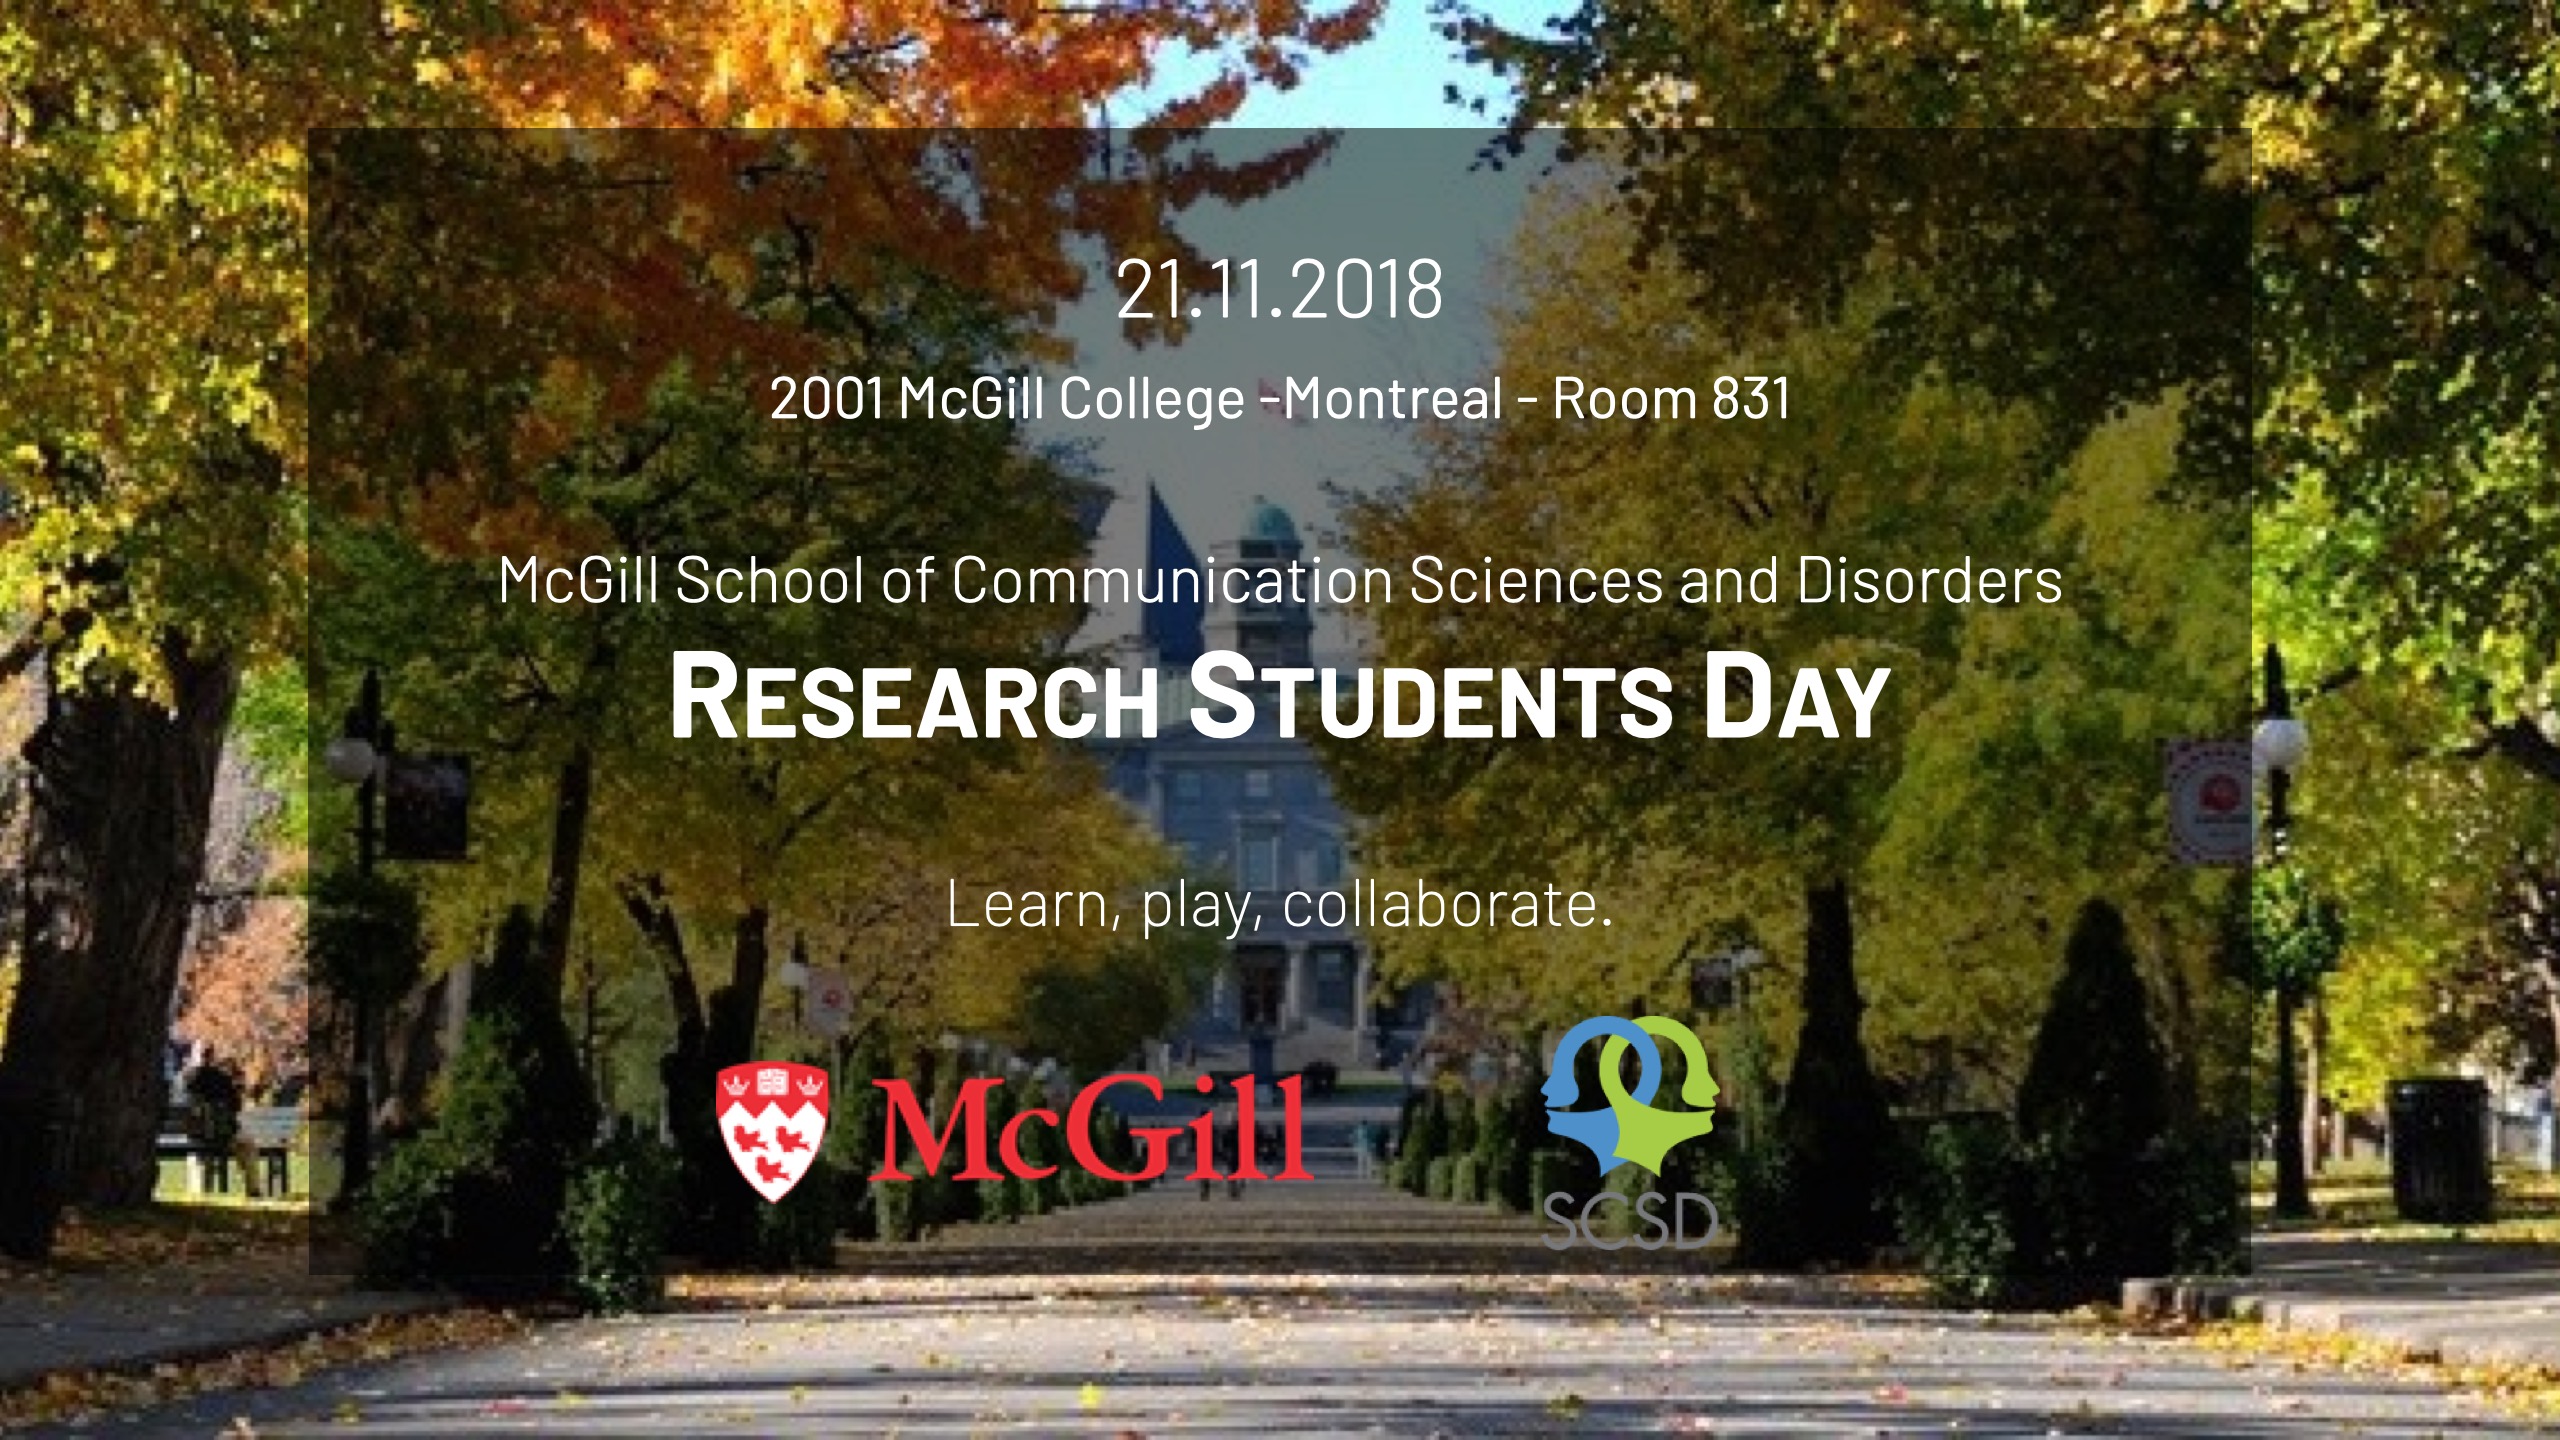 21.11.2018
2001 McGill College -Montreal - Room 831
McGill School of Communication Sciences and Disorders
RESEARCH STUDENTS DAY
Learn, play, collaborate.
McGill
SCSD